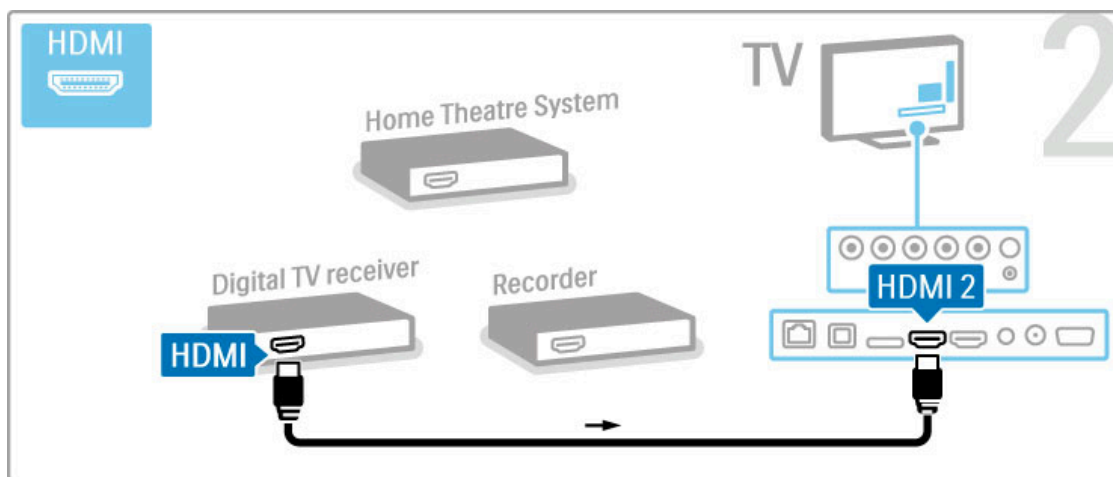 HDMI
TV
2
Home Theatre System
Digital TV receiver
Recorder
HDMI 2
HDMI